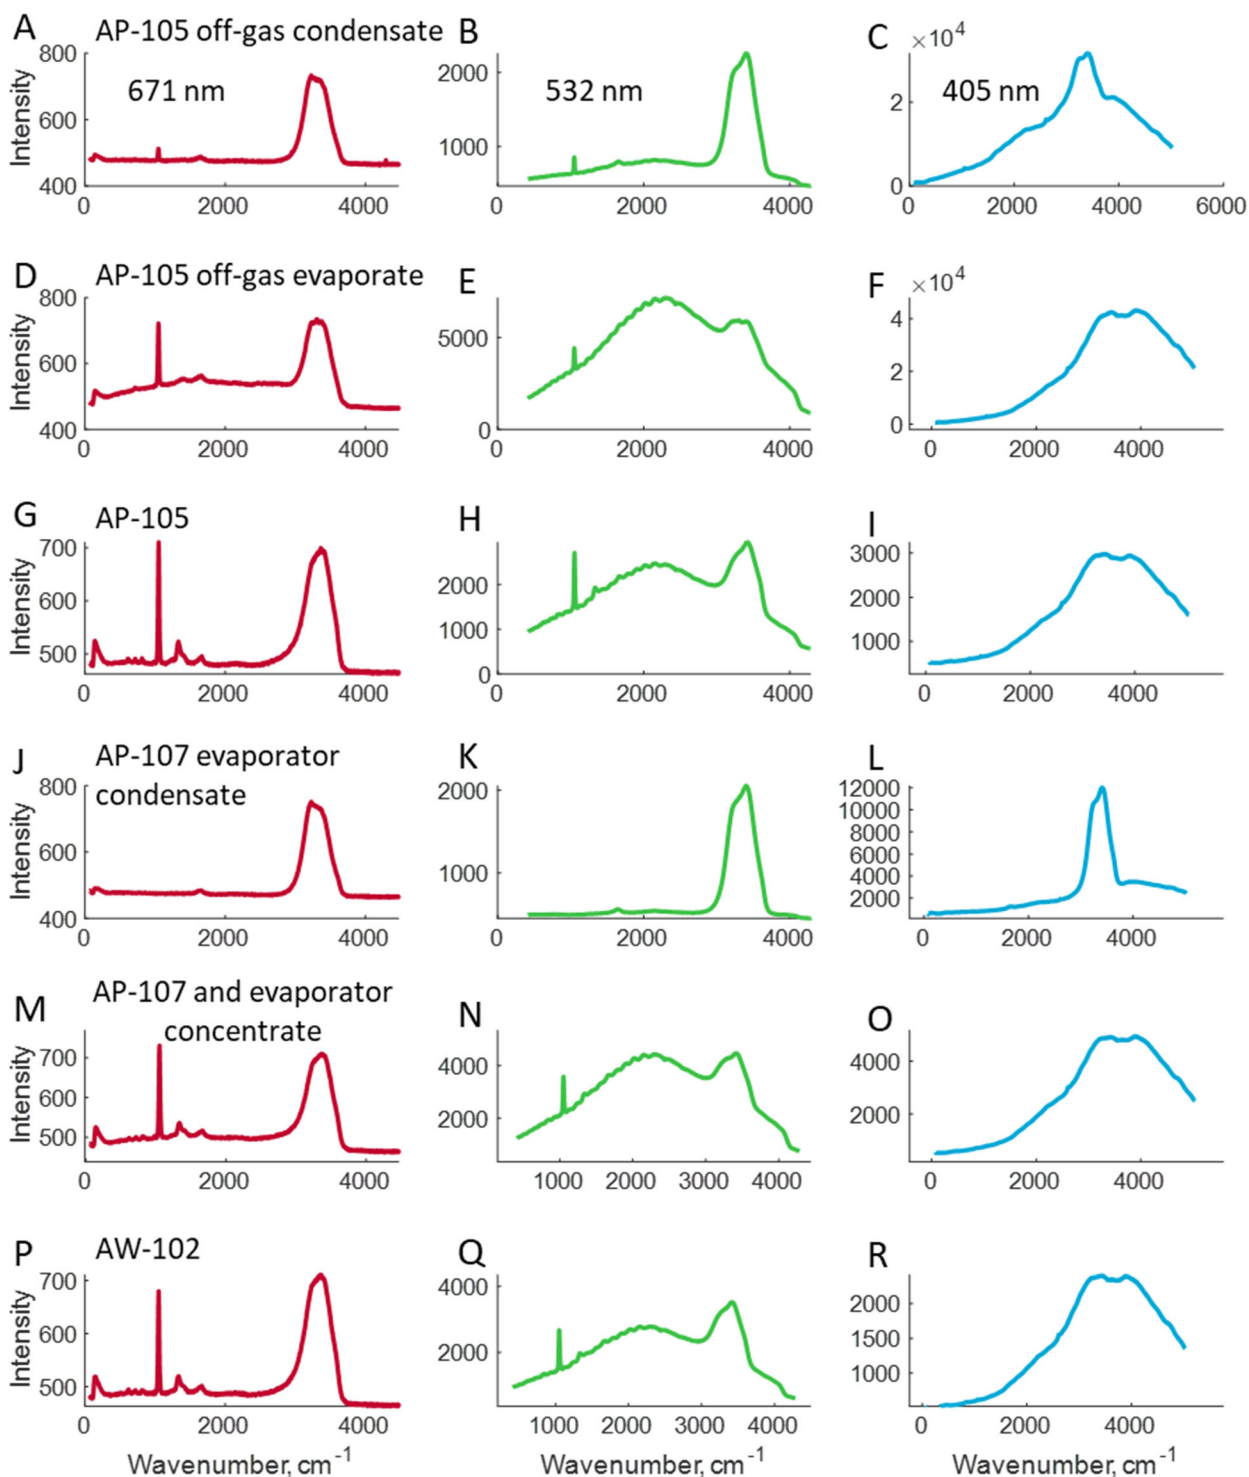 A AP-105 off-gas condensate B C ×10⁴
671 nm 532 nm 405 nm
Intensity
800
600
400
0 2000 4000
2000
1000
0 2000 4000
2
0
0 2000 4000 6000
D AP-105 off-gas evaporate E F ×10⁴
Intensity
800
600
400
0 2000 4000
5000
0
0 2000 4000
4
2
0
0 2000 4000
G AP-105 H I
Intensity
700
600
500
0 2000 4000
2000
1000
0
0 2000 4000
3000
2000
1000
0 2000 4000
J AP-107 evaporator K L
condensate
Intensity
800
600
400
0 2000 4000
2000
1000
0 2000 4000
12000
10000
8000
6000
4000
2000
0 2000 4000
M AP-107 and evaporator N O
concentrate
Intensity
700
600
500
0 2000 4000
4000
2000
1000 2000 3000 4000
4000
2000
0 2000 4000
P AW-102 Q R
Intensity
700
600
500
0 2000 4000
4000
2000
1000 2000 3000 4000
2000
1500
1000
0 2000 4000
Wavenumber, cm⁻¹ Wavenumber, cm⁻¹ Wavenumber, cm⁻¹